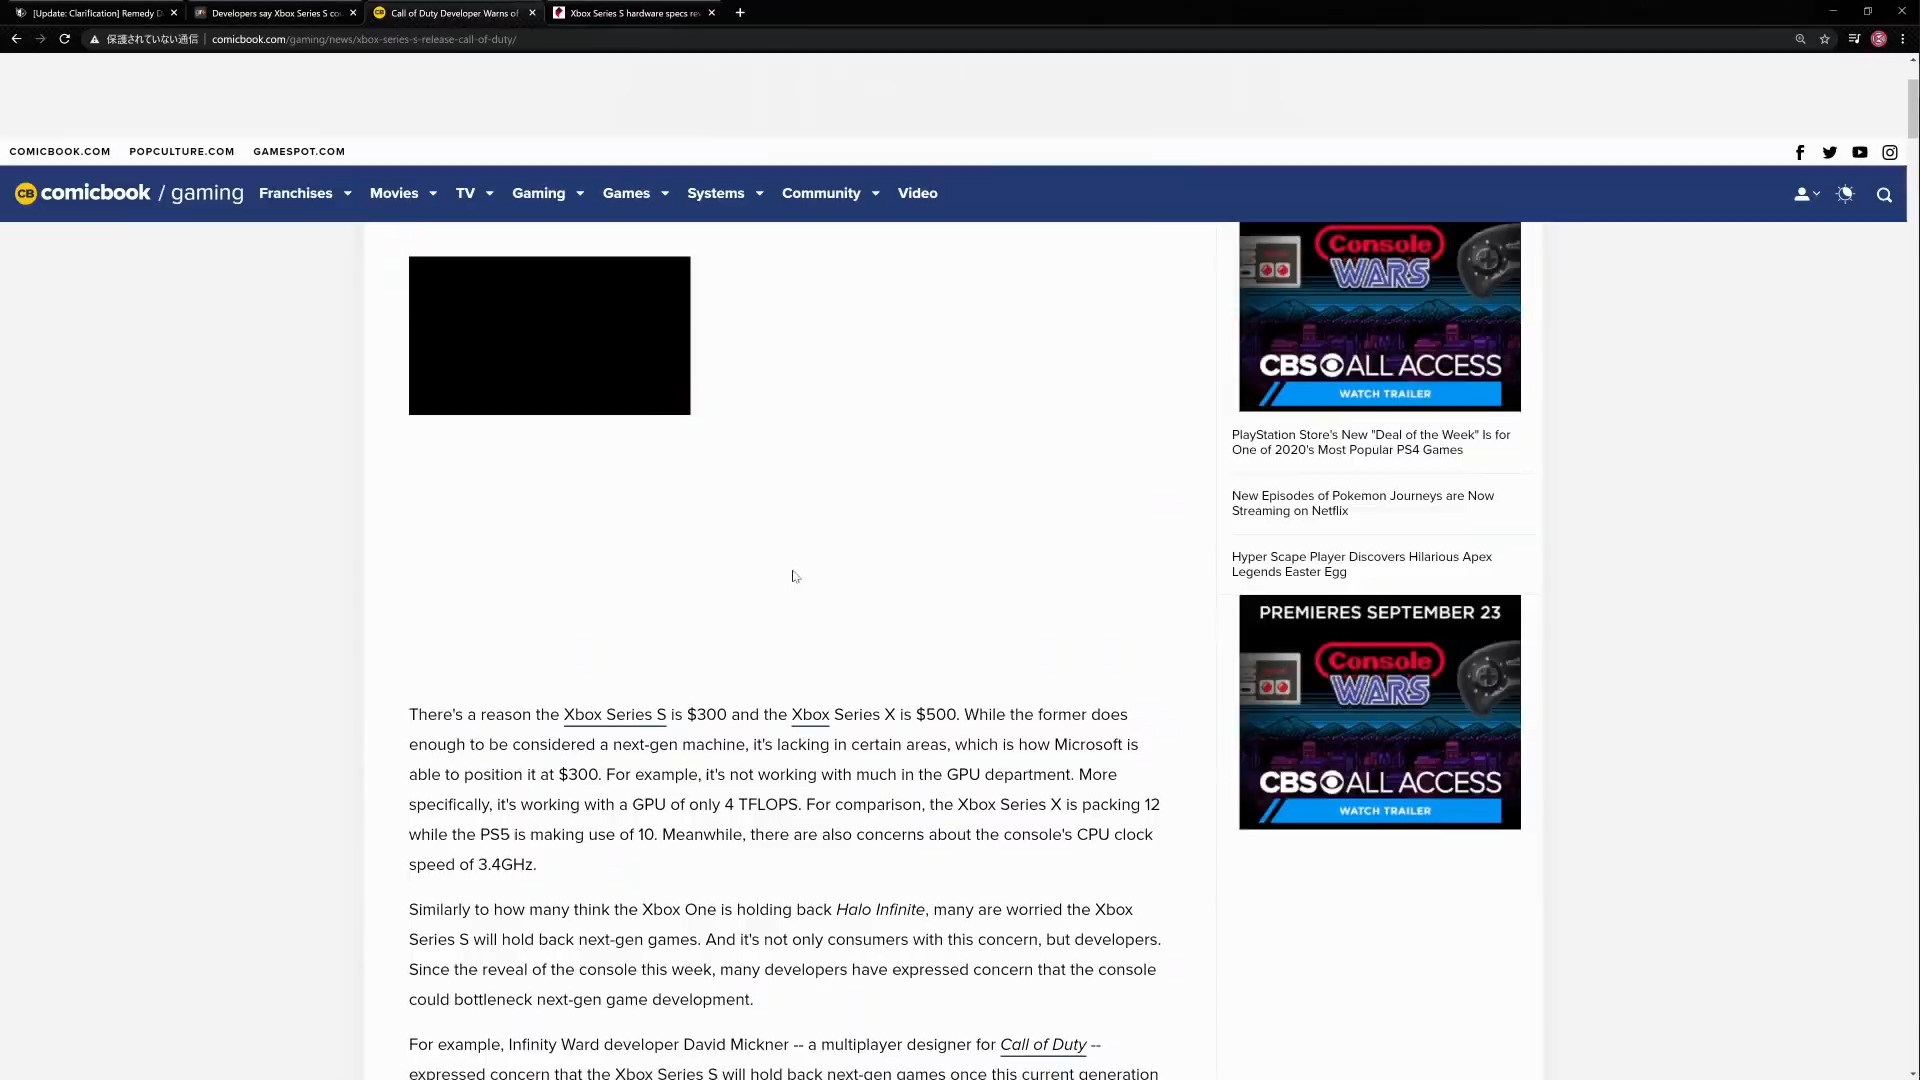 [Update: Clarification] Remedy D
Developers say Xbox Series S co
Call of Duty Developer Warns of
Xbox Series S hardware specs re
保護されていない通信
comicbook.com/gaming/news/xbox-series-s-release-call-of-duty/
COMICBOOK.COM POPCULTURE.COM GAMESPOT.COM
CB comicbook / gaming Franchises Movies TV Gaming Games Systems Community Video
Console
WARS
CBS ALL ACCESS
WATCH TRAILER
PlayStation Store's New "Deal of the Week" Is for
One of 2020's Most Popular PS4 Games
New Episodes of Pokemon Journeys are Now
Streaming on Netflix
Hyper Scape Player Discovers Hilarious Apex
Legends Easter Egg
PREMIERES SEPTEMBER 23
Console
WARS
CBS ALL ACCESS
WATCH TRAILER
There's a reason the Xbox Series S is $300 and the Xbox Series X is $500. While the former does
enough to be considered a next-gen machine, it's lacking in certain areas, which is how Microsoft is
able to position it at $300. For example, it's not working with much in the GPU department. More
specifically, it's working with a GPU of only 4 TFLOPS. For comparison, the Xbox Series X is packing 12
while the PS5 is making use of 10. Meanwhile, there are also concerns about the console's CPU clock
speed of 3.4GHz.
Similarly to how many think the Xbox One is holding back Halo Infinite, many are worried the Xbox
Series S will hold back next-gen games. And it's not only consumers with this concern, but developers.
Since the reveal of the console this week, many developers have expressed concern that the console
could bottleneck next-gen game development.
For example, Infinity Ward developer David Mickner -- a multiplayer designer for Call of Duty --
expressed concern that the Xbox Series S will hold back next-gen games once this current generation